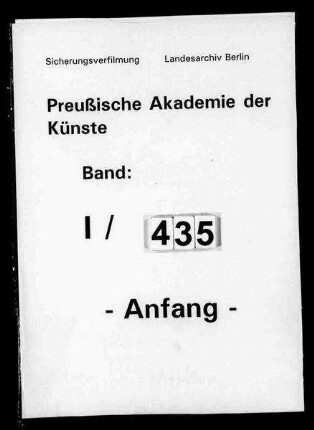 Sicherungsverfilmung Landesarchiv Berlin
Preußische Akademie der
Künste
Band:
I / 435
- Anfang -